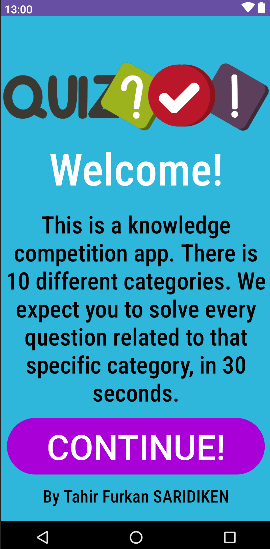 13:00
QUIZ ? !
Welcome!
This is a knowledge
competition app. There is
10 different categories. We
expect you to solve every
question related to that
specific category, in 30
seconds.
CONTINUE!
By Tahir Furkan SARIDIKEN